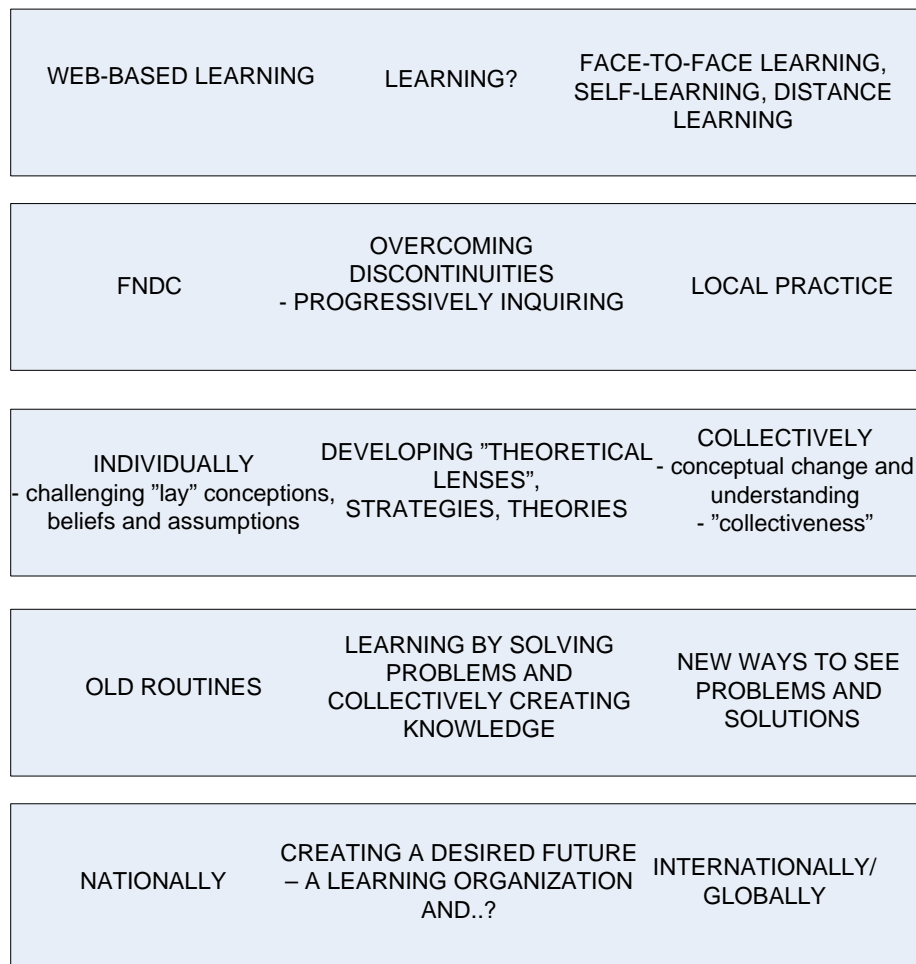 WEB-BASED LEARNING
LEARNING?
FACE-TO-FACE LEARNING,
SELF-LEARNING, DISTANCE
LEARNING
FNDC
OVERCOMING
DISCONTINUITIES
- PROGRESSIVELY INQUIRING
LOCAL PRACTICE
INDIVIDUALLY
- challenging ”lay” conceptions,
beliefs and assumptions
DEVELOPING ”THEORETICAL
LENSES”,
STRATEGIES, THEORIES
COLLECTIVELY
- conceptual change and
understanding
- ”collectiveness”
OLD ROUTINES
LEARNING BY SOLVING
PROBLEMS AND
COLLECTIVELY CREATING
KNOWLEDGE
NEW WAYS TO SEE
PROBLEMS AND
SOLUTIONS
NATIONALLY
CREATING A DESIRED FUTURE
– A LEARNING ORGANIZATION
AND..?
INTERNATIONALLY/
GLOBALLY